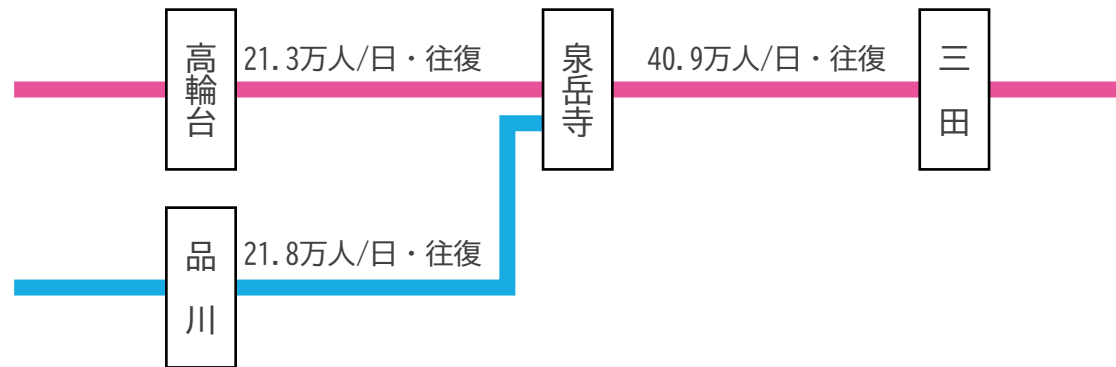 高輪台
21.3万人/日・往復
泉岳寺
40.9万人/日・往復
三田
品川
21.8万人/日・往復